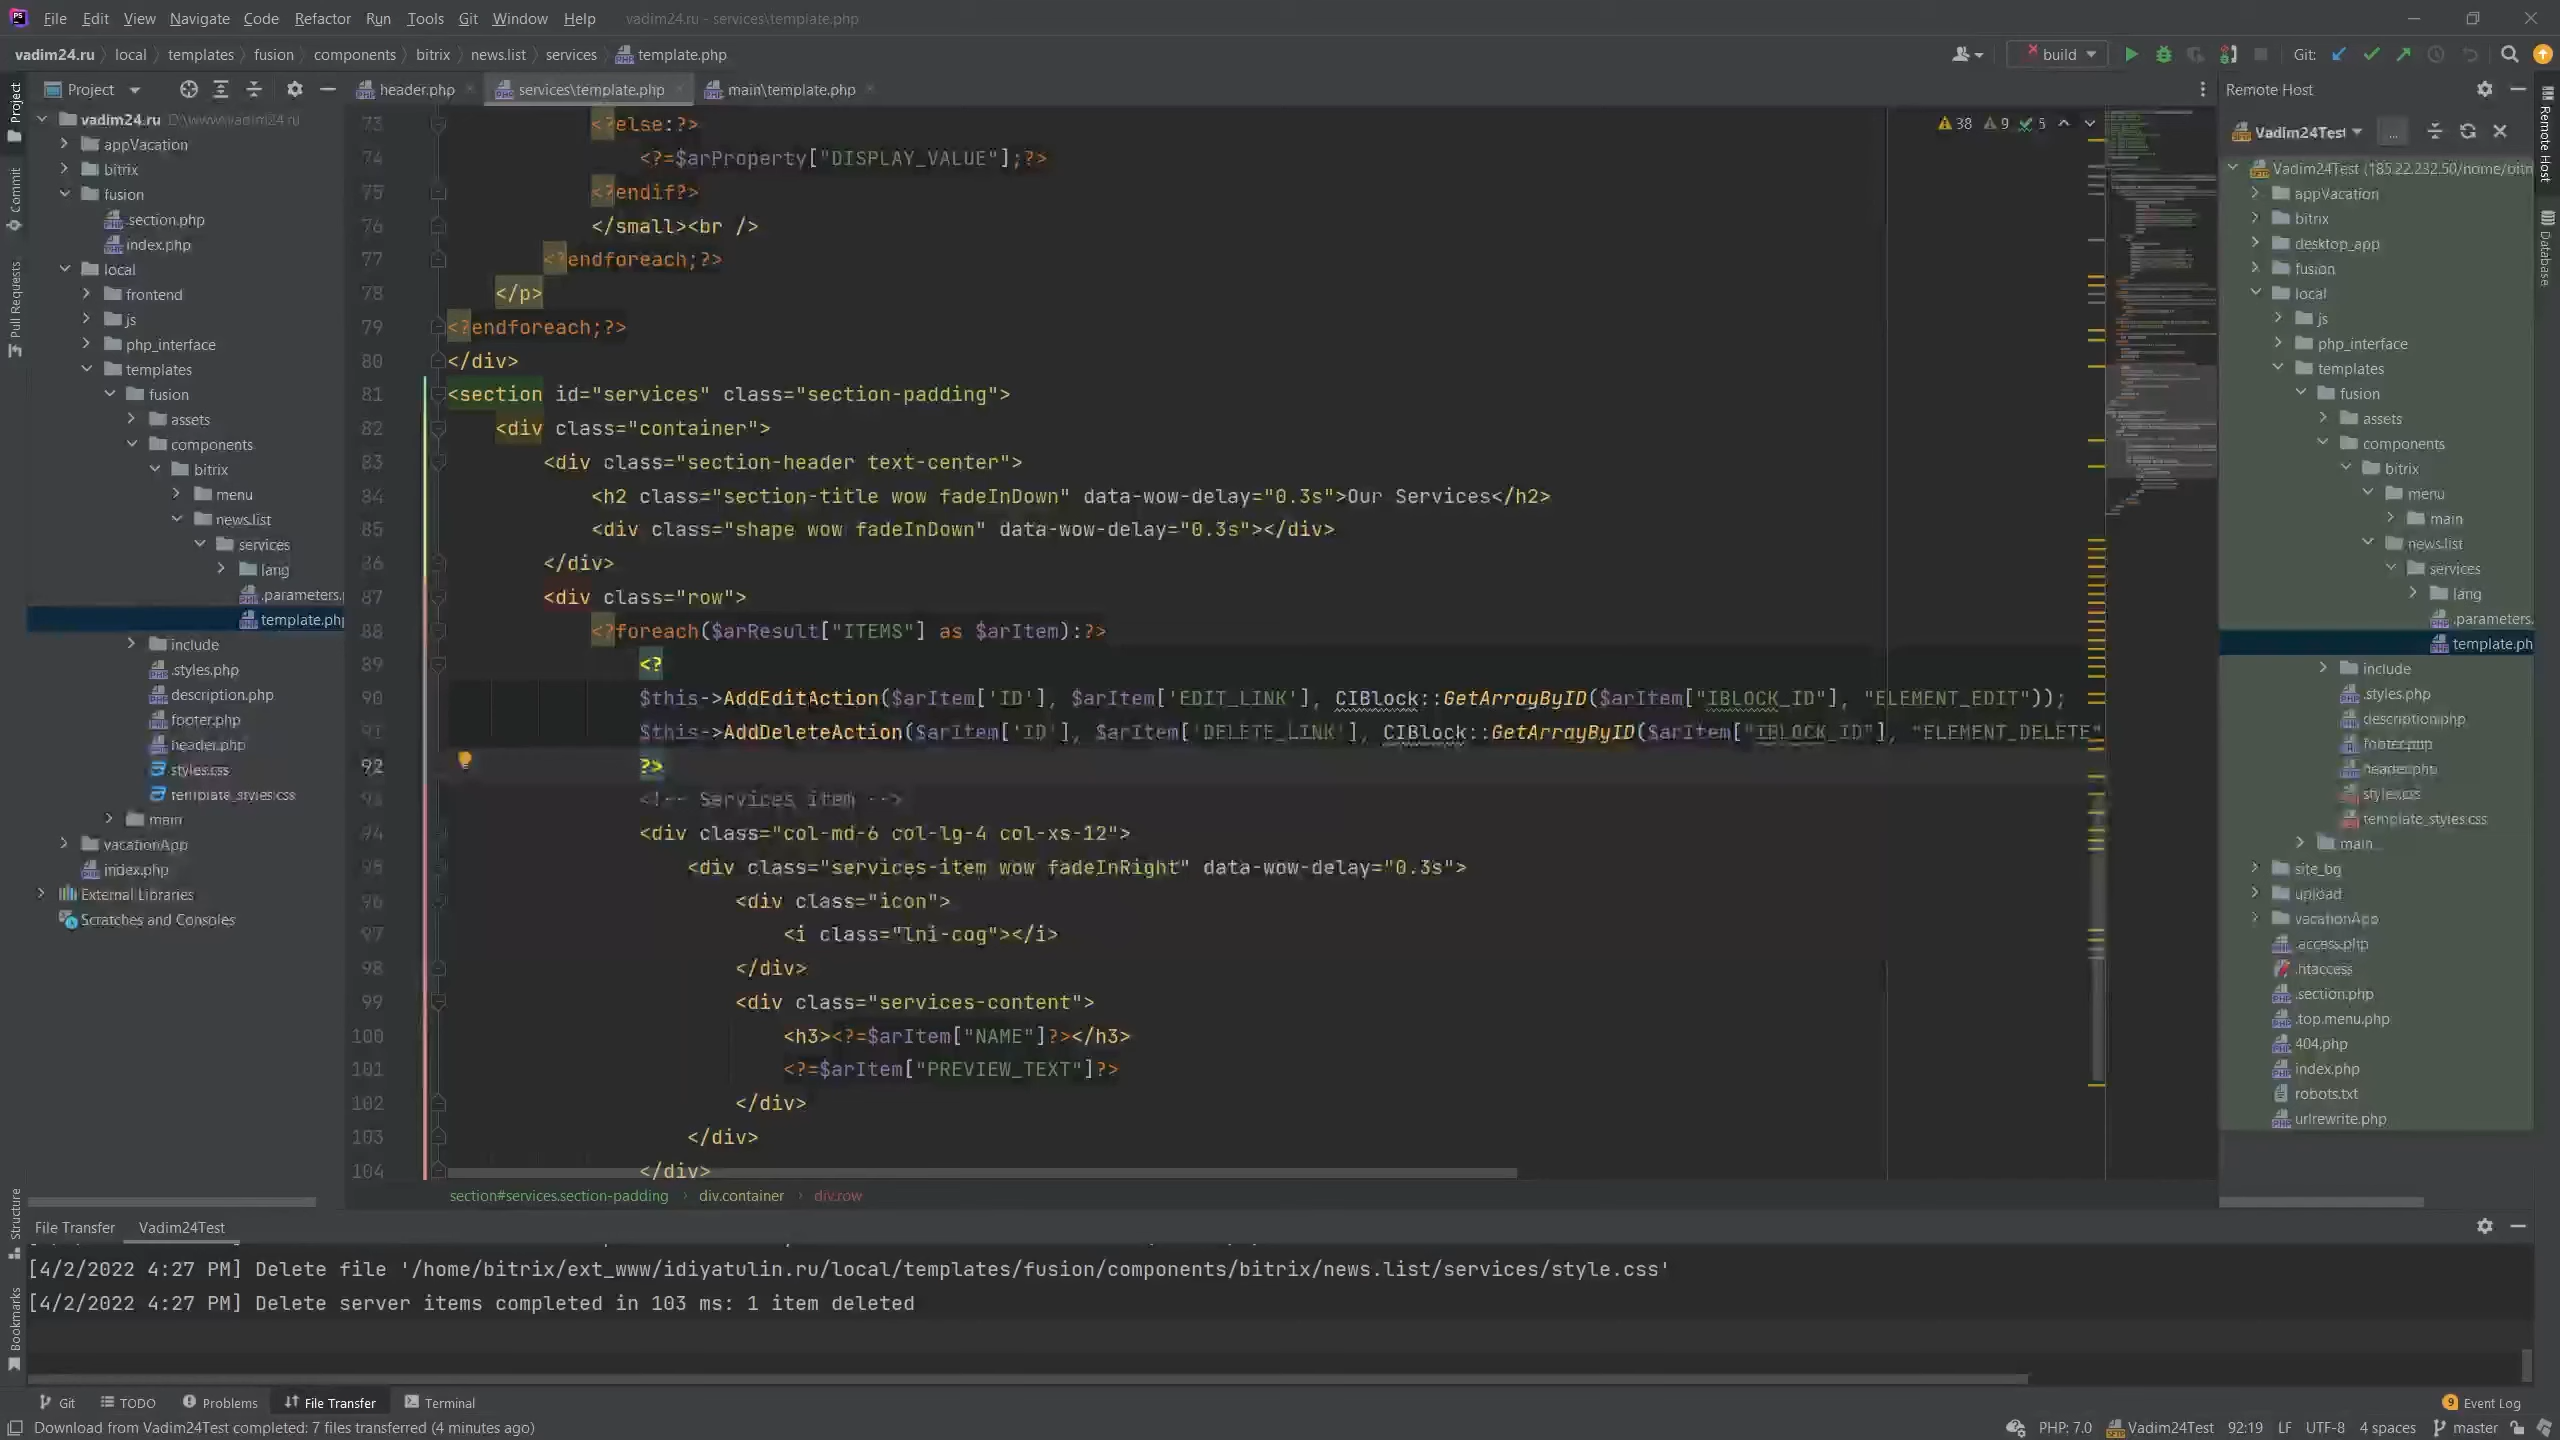 File Edit View Navigate Code Refactor Run Tools Git Window Help vadim24.ru - services\template.php
vadim24.ru local templates fusion components bitrix news.list services template.php build Git:
Project header.php services\template.php main\template.php Remote Host
Project
Commit
Pull Requests
vadim24.ru D:\www\vadim24.ru
appVacation
bitrix
fusion
.section.php
index.php
local
frontend
js
php_interface
templates
fusion
assets
components
bitrix
menu
news.list
services
lang
.parameters.
template.php
include
.styles.php
description.php
footer.php
header.php
styles.css
template_styles.css
main
vacationApp
index.php
External Libraries
Scratches and Consoles
38 9 5
73 <?else:?>
74 <?=$arProperty["DISPLAY_VALUE"];?>
75 <?endif?>
76 </small><br />
77 <?endforeach;?>
78 </p>
79 <?endforeach;?>
80 </div>
81 <section id="services" class="section-padding">
82 <div class="container">
83 <div class="section-header text-center">
84 <h2 class="section-title wow fadeInDown" data-wow-delay="0.3s">Our Services</h2>
85 <div class="shape wow fadeInDown" data-wow-delay="0.3s"></div>
86 </div>
87 <div class="row">
88 <?foreach($arResult["ITEMS"] as $arItem):?>
89 <?
90 $this->AddEditAction($arItem['ID'], $arItem['EDIT_LINK'], CIBlock::GetArrayByID($arItem["IBLOCK_ID"], "ELEMENT_EDIT"));
91 $this->AddDeleteAction($arItem['ID'], $arItem['DELETE_LINK'], CIBlock::GetArrayByID($arItem["IBLOCK_ID"], "ELEMENT_DELETE"
92 ?>
93 <!-- Services item -->
94 <div class="col-md-6 col-lg-4 col-xs-12">
95 <div class="services-item wow fadeInRight" data-wow-delay="0.3s">
96 <div class="icon">
97 <i class="lni-cog"></i>
98 </div>
99 <div class="services-content">
100 <h3><?=$arItem["NAME"]?></h3>
101 <?=$arItem["PREVIEW_TEXT"]?>
102 </div>
103 </div>
104 </div>
section#services.section-padding div.container div.row
Vadim24Test ...
Vadim24Test (185.22.232.50/home/bitr
appVacation
bitrix
desktop_app
fusion
local
js
php_interface
templates
fusion
assets
components
bitrix
menu
main
news.list
services
lang
.parameters.
template.ph
include
.styles.php
description.php
footer.php
header.php
styles.css
template_styles.css
main
site_bg
upload
vacationApp
.access.php
.htaccess
.section.php
.top.menu.php
404.php
index.php
robots.txt
urlrewrite.php
Remote Host
Database
Structure
Bookmarks
File Transfer Vadim24Test
[4/2/2022 4:27 PM] Delete file '/home/bitrix/ext_www/idiyatulin.ru/local/templates/fusion/components/bitrix/news.list/services/style.css'
[4/2/2022 4:27 PM] Delete server items completed in 103 ms: 1 item deleted
Git TODO Problems File Transfer Terminal 9 Event Log
Download from Vadim24Test completed: 7 files transferred (4 minutes ago) PHP: 7.0 Vadim24Test 92:19 LF UTF-8 4 spaces master